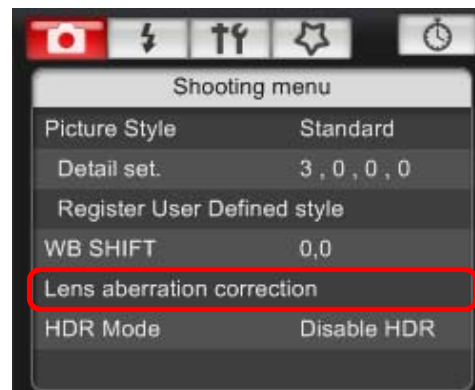 Shooting menu
Picture Style Standard
Detail set. 3 , 0 , 0 , 0
Register User Defined style
WB SHIFT 0,0
Lens aberration correction
HDR Mode Disable HDR